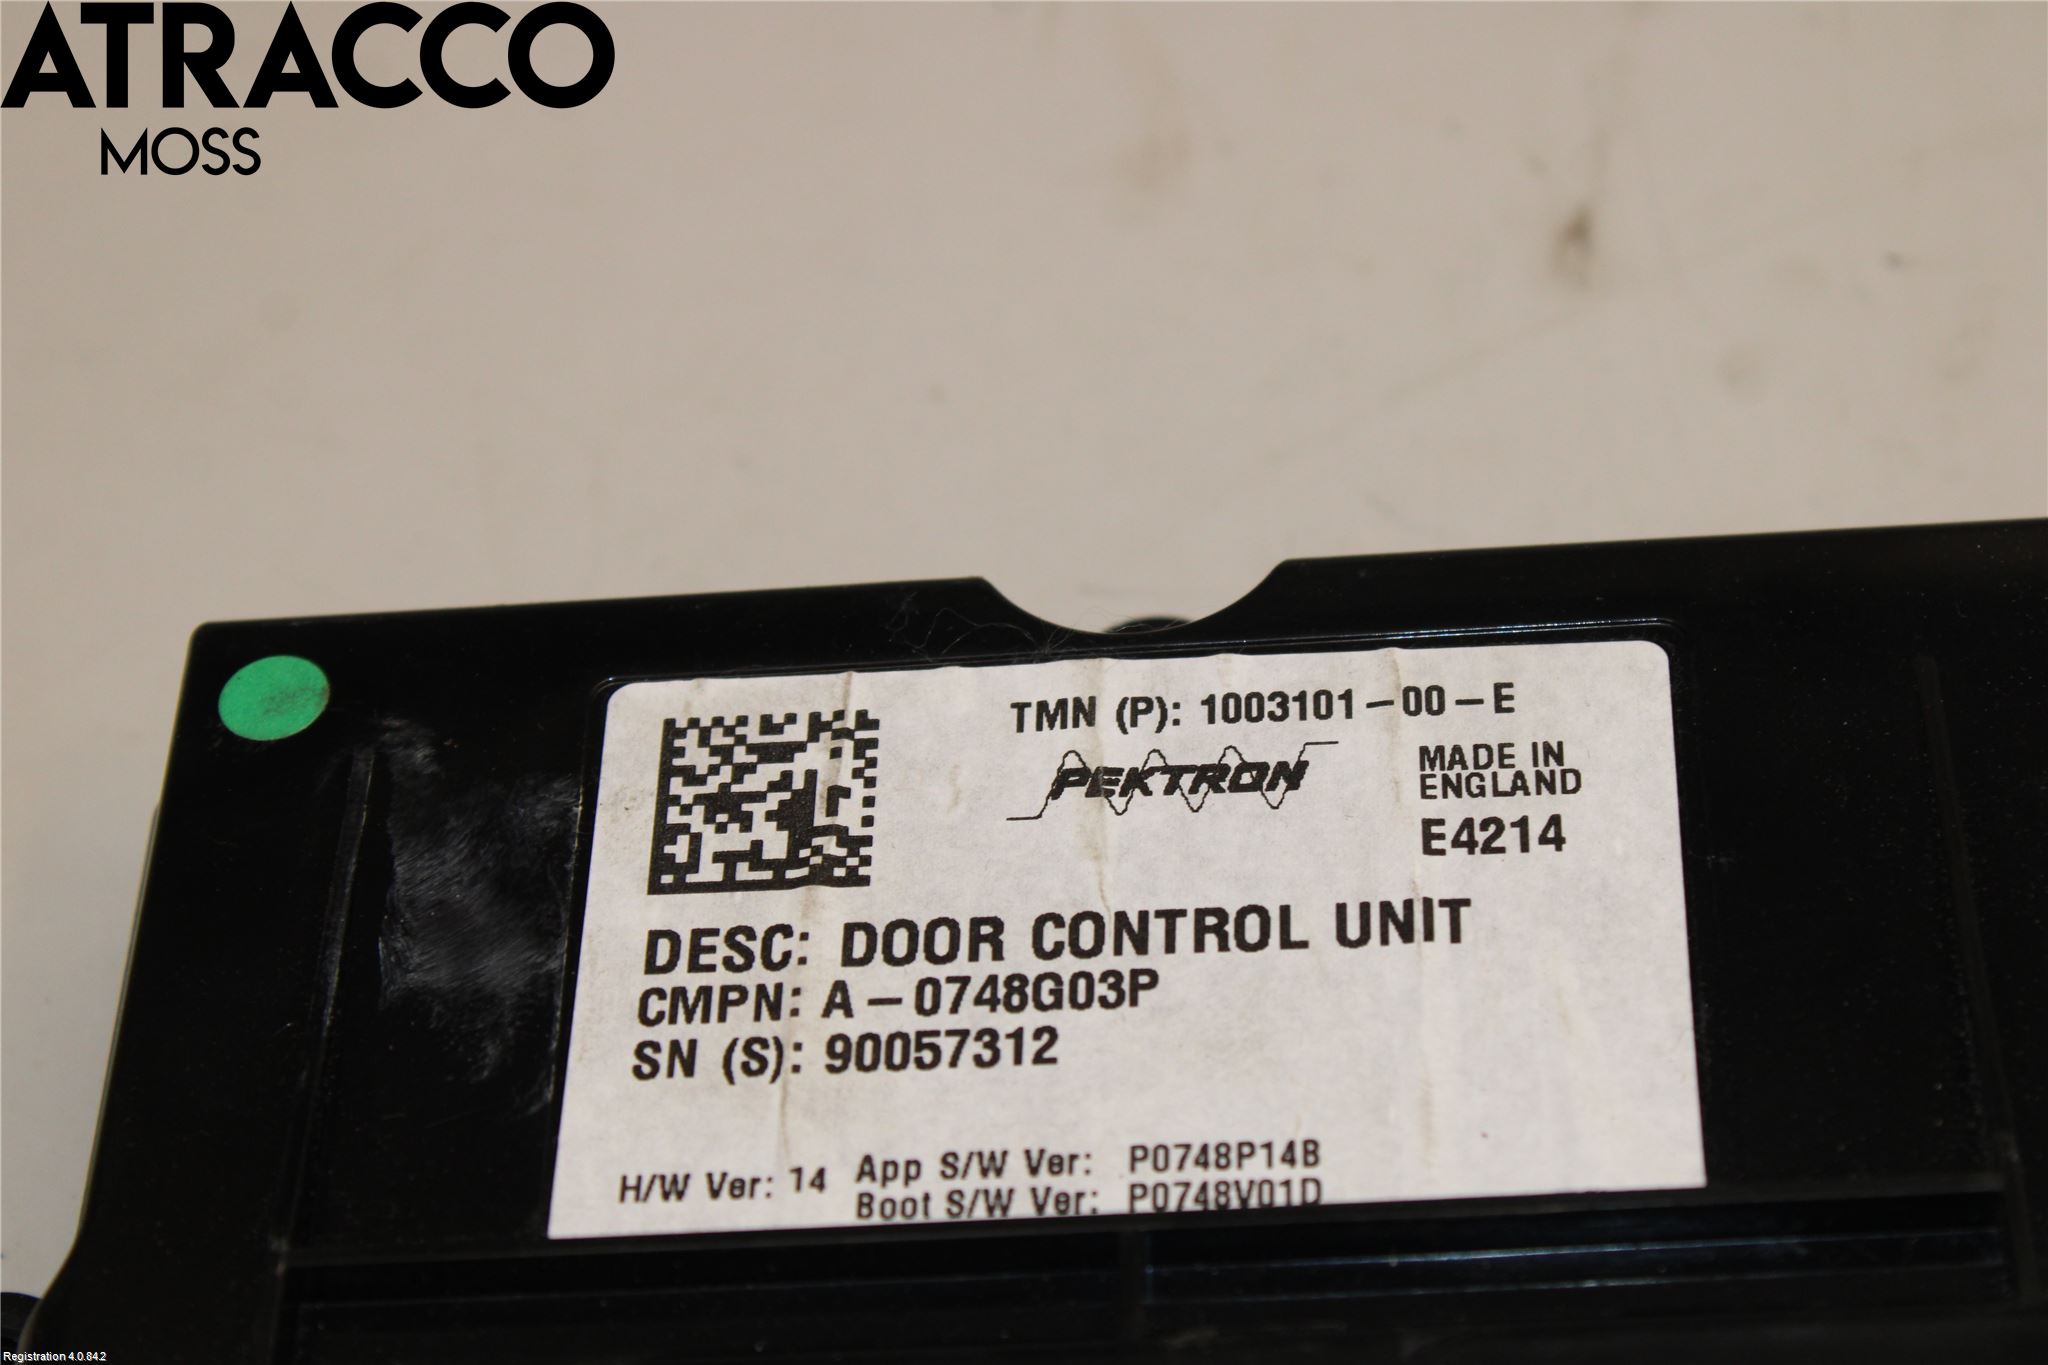 ATRACCO
MOSS
TMN (P): 1003101-00-E
PEKTRON
MADE IN
ENGLAND
E4214
DESC: DOOR CONTROL UNIT
CMPN: A-0748G03P
SN (S): 90057312
H/W Ver: 14 App S/W Ver: P0748P14B
Boot S/W Ver: P0748V01D
Registration 4.0.84.2